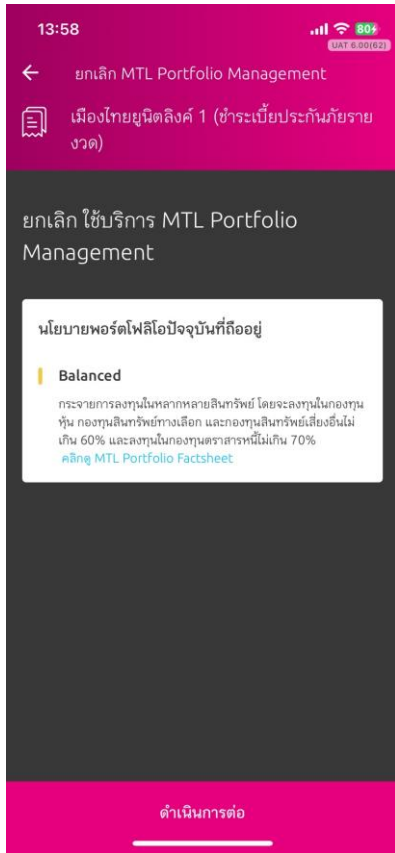 13:58
80
UAT 6.00(62)
ยกเลิก MTL Portfolio Management
เมืองไทยยูนิตลิงค์ 1 (ชำระเบี้ยประกันภัยราย
งวด)
ยกเลิก ใช้บริการ MTL Portfolio
Management
นโยบายพอร์ตโฟลิโอปัจจุบันที่ถืออยู่
Balanced
กระจายการลงทุนในหลากหลายสินทรัพย์ โดยจะลงทุนในกองทุน
หุ้น กองทุนสินทรัพย์ทางเลือก และกองทุนสินทรัพย์เสี่ยงอื่นไม่
เกิน 60% และลงทุนในกองทุนตราสารหนี้ไม่เกิน 70%
คลิกดู MTL Portfolio Factsheet
ดำเนินการต่อ